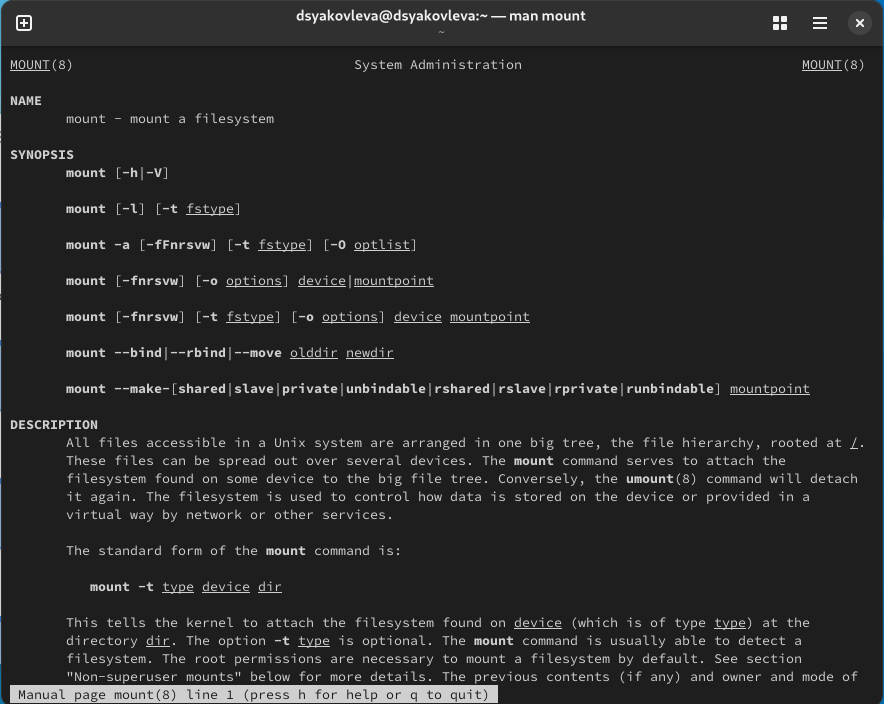 dsyakovleva@dsyakovleva:~ — man mount
~
MOUNT(8) System Administration MOUNT(8)
NAME
mount - mount a filesystem
SYNOPSIS
mount [-h|-V]
mount [-l] [-t fstype]
mount -a [-fFnrsvw] [-t fstype] [-O optlist]
mount [-fnrsvw] [-o options] device|mountpoint
mount [-fnrsvw] [-t fstype] [-o options] device mountpoint
mount --bind|--rbind|--move olddir newdir
mount --make-[shared|slave|private|unbindable|rshared|rslave|rprivate|runbindable] mountpoint
DESCRIPTION
All files accessible in a Unix system are arranged in one big tree, the file hierarchy, rooted at /.
These files can be spread out over several devices. The mount command serves to attach the
filesystem found on some device to the big file tree. Conversely, the umount(8) command will detach
it again. The filesystem is used to control how data is stored on the device or provided in a
virtual way by network or other services.
The standard form of the mount command is:
mount -t type device dir
This tells the kernel to attach the filesystem found on device (which is of type type) at the
directory dir. The option -t type is optional. The mount command is usually able to detect a
filesystem. The root permissions are necessary to mount a filesystem by default. See section
"Non-superuser mounts" below for more details. The previous contents (if any) and owner and mode of
Manual page mount(8) line 1 (press h for help or q to quit)